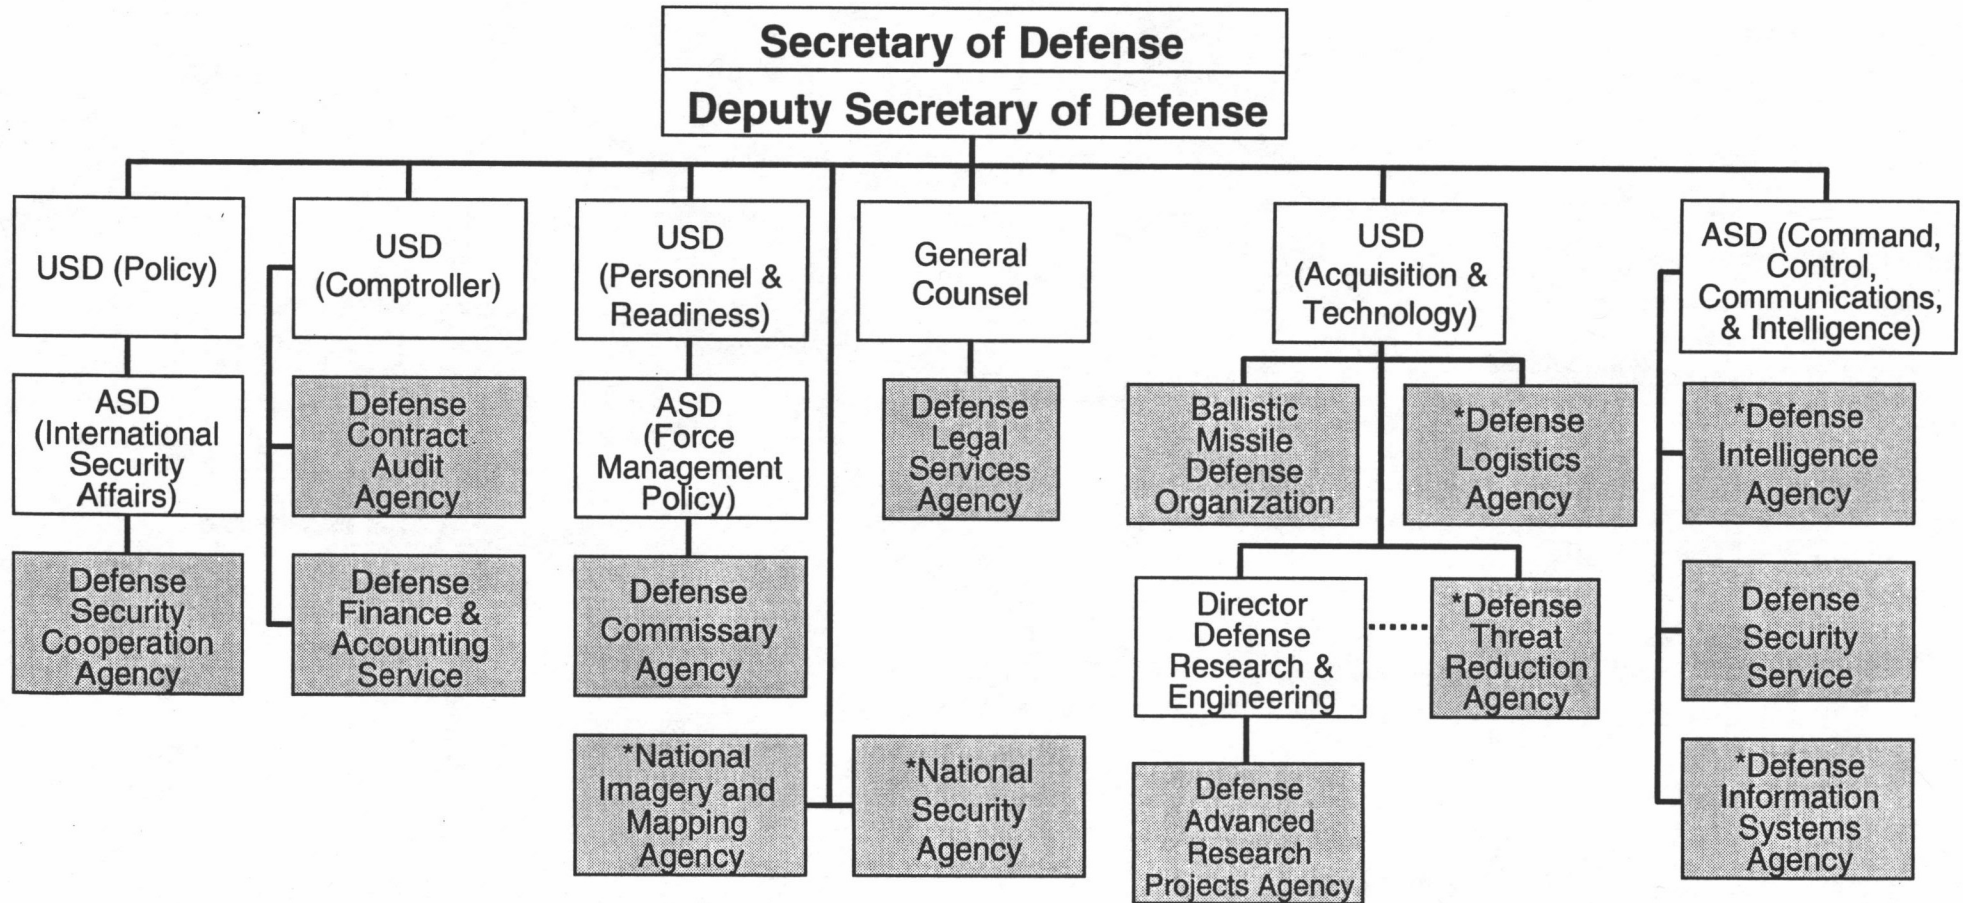 Secretary of Defense
Deputy Secretary of Defense
USD (Policy)
USD
(Comptroller)
USD
(Personnel &
Readiness)
General
Counsel
USD
(Acquisition &
Technology)
ASD (Command,
Control,
Communications,
& Intelligence)
ASD
(International
Security
Affairs)
Defense
Contract
Audit
Agency
ASD
(Force
Management
Policy)
Defense
Legal
Services
Agency
Ballistic
Missile
Defense
Organization
*Defense
Logistics
Agency
*Defense
Intelligence
Agency
Defense
Security
Cooperation
Agency
Defense
Finance &
Accounting
Service
Defense
Commissary
Agency
Director
Defense
Research &
Engineering
*Defense
Threat
Reduction
Agency
Defense
Security
Service
*National
Imagery and
Mapping
Agency
*National
Security
Agency
Defense
Advanced
Research
Projects Agency
*Defense
Information
Systems
Agency